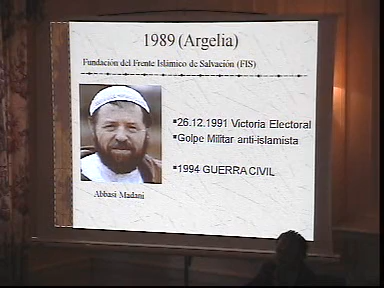 1989 (Argelia)
Fundación del Frente Islámico de Salvación (FIS)
▪26.12.1991 Victoria Electoral
▪Golpe Militar anti-islamista
▪1994 GUERRA CIVIL
Abbasi Madani